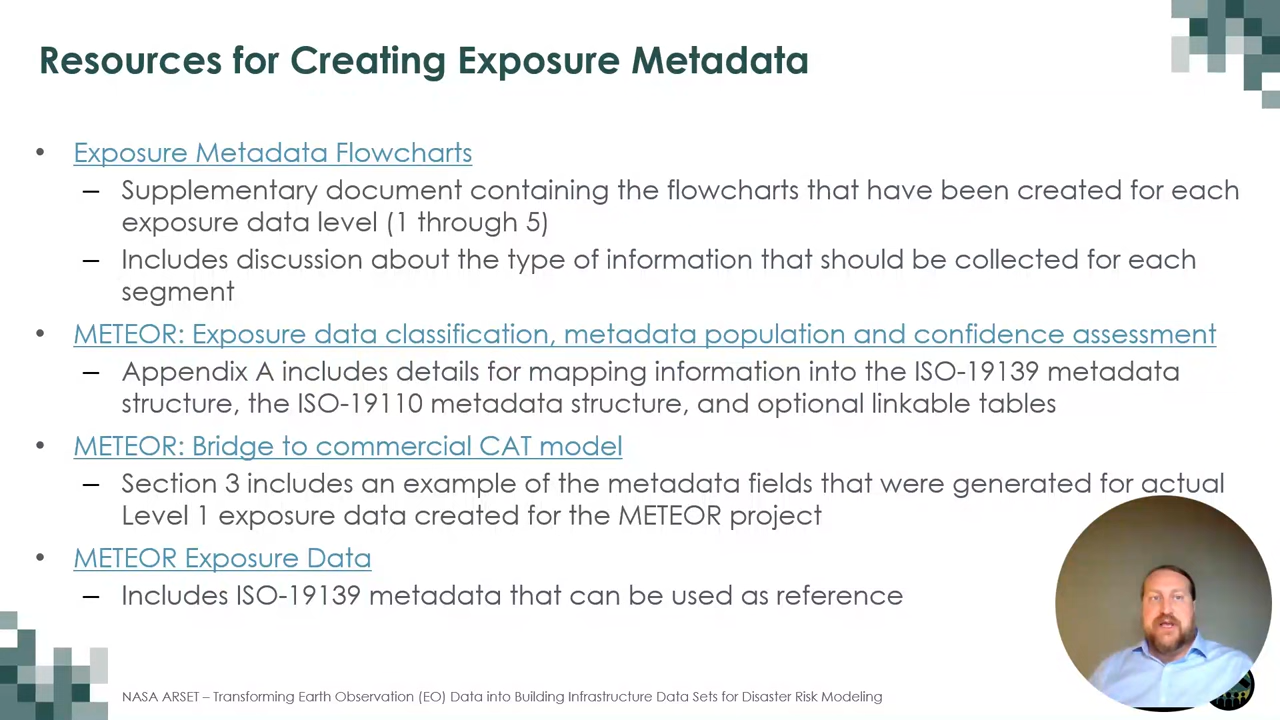 Resources for Creating Exposure Metadata
• Exposure Metadata Flowcharts
– Supplementary document containing the flowcharts that have been created for each
exposure data level (1 through 5)
– Includes discussion about the type of information that should be collected for each
segment
• METEOR: Exposure data classification, metadata population and confidence assessment
– Appendix A includes details for mapping information into the ISO-19139 metadata
structure, the ISO-19110 metadata structure, and optional linkable tables
• METEOR: Bridge to commercial CAT model
– Section 3 includes an example of the metadata fields that were generated for actual
Level 1 exposure data created for the METEOR project
• METEOR Exposure Data
– Includes ISO-19139 metadata that can be used as reference
NASA ARSET – Transforming Earth Observation (EO) Data into Building Infrastructure Data Sets for Disaster Risk Modeling